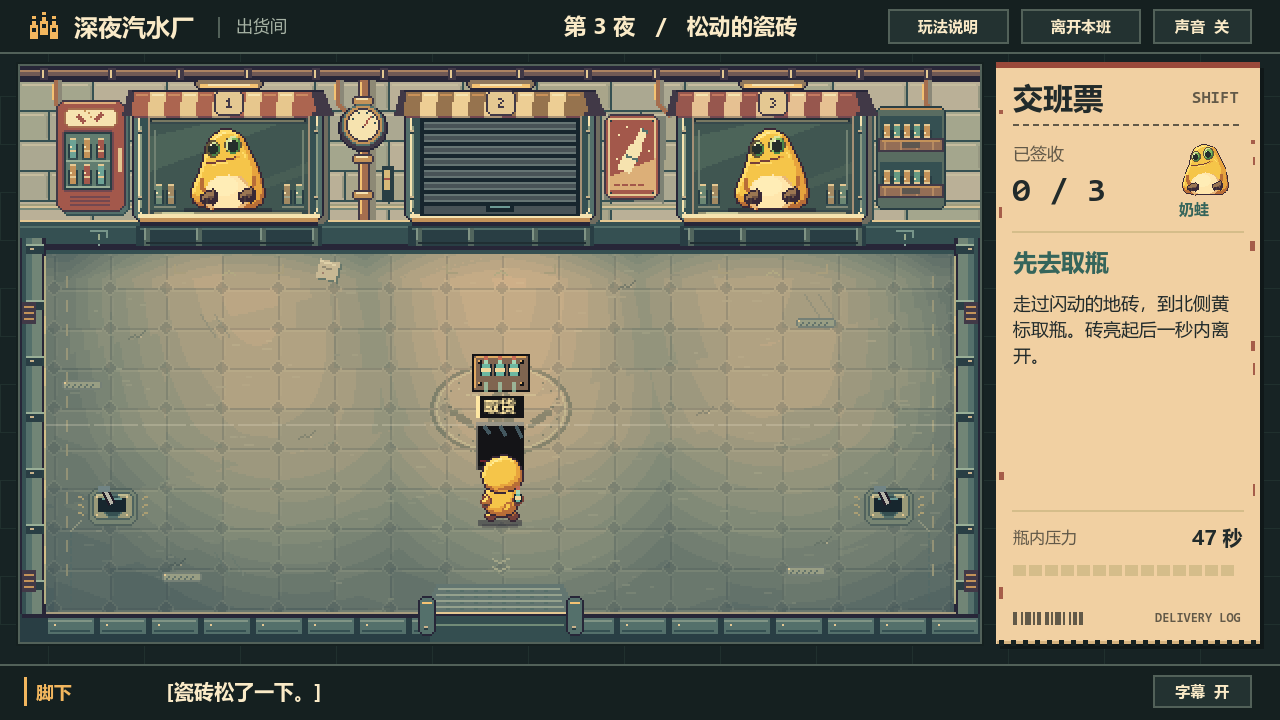 深夜汽水厂
出货间
第 3 夜 / 松动的瓷砖
玩法说明
离开本班
声音 关
1
2
3
交班票
SHIFT
已签收
0 / 3
奶蛙
先去取瓶
走过闪动的地砖，到北侧黄
标取瓶。砖亮起后一秒内离
开。
取货
瓶内压力
47 秒
DELIVERY LOG
脚下
[瓷砖松了一下。]
字幕 开